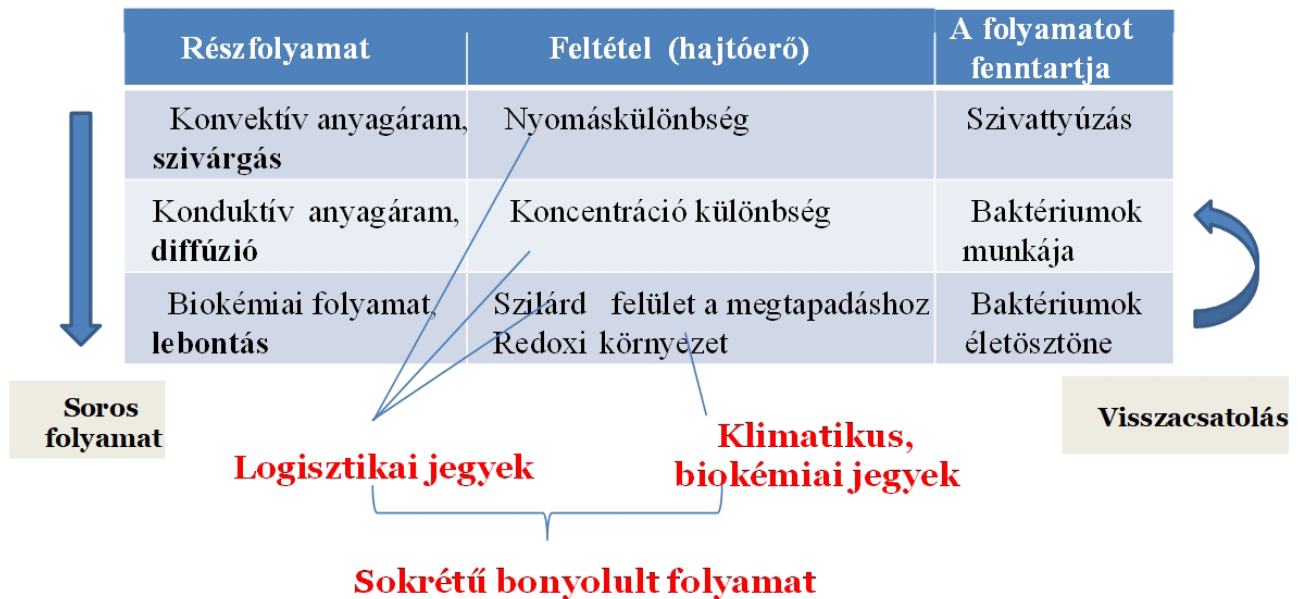 Részfolyamat
Feltétel (hajtóerő)
A folyamatot
fenntartja
Konvektív anyagáram,
szivárgás
Nyomáskülönbség
Szivattyúzás
Konduktív anyagáram,
diffúzió
Koncentráció különbség
Baktériumok
munkája
Biokémiai folyamat,
lebontás
Szilárd felület a megtapadáshoz
Redoxi környezet
Baktériumok
életösztöne
Soros
folyamat
Visszacsatolás
Logisztikai jegyek
Klimatikus,
biokémiai jegyek
Sokrétű bonyolult folyamat